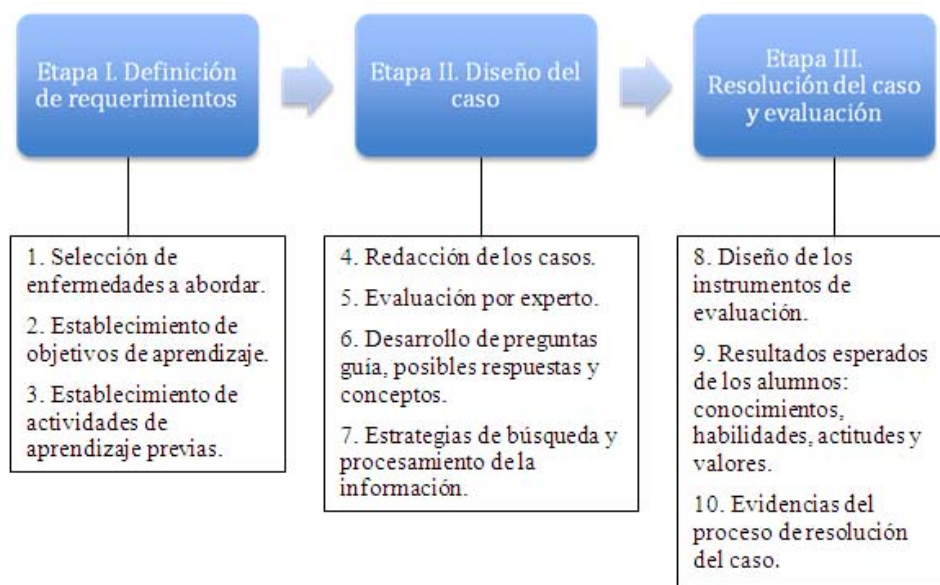 Etapa I. Definición
de requerimientos
Etapa II. Diseño del
caso
Etapa III.
Resolución del caso
y evaluación
1. Selección de
enfermedades a abordar.
2. Establecimiento de
objetivos de aprendizaje.
3. Establecimiento de
actividades de
aprendizaje previas.
4. Redacción de los casos.
5. Evaluación por experto.
6. Desarrollo de preguntas
guía, posibles respuestas y
conceptos.
7. Estrategias de búsqueda y
procesamiento de la
información.
8. Diseño de los
instrumentos de
evaluación.
9. Resultados esperados
de los alumnos:
conocimientos,
habilidades, actitudes y
valores.
10. Evidencias del
proceso de resolución
del caso.